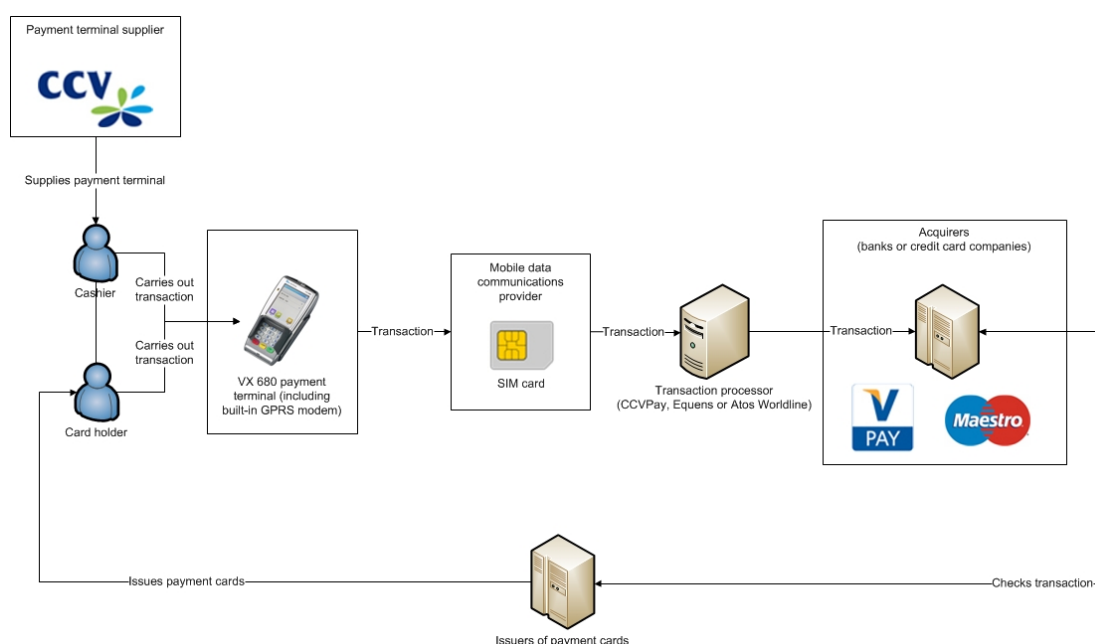 Payment terminal supplier
CCV
Supplies payment terminal
Cashier
Carries out
transaction
Carries out
transaction
Card holder
VX 680 payment
terminal (including
built-in GPRS modem)
Transaction
Mobile data
communications
provider
SIM card
Transaction
Transaction processor
(CCVPay, Equens or Atos Worldline)
Transaction
Acquirers
(banks or credit card companies)
V
PAY
Maestro
Issues payment cards
Checks transaction
Issuers of payment cards